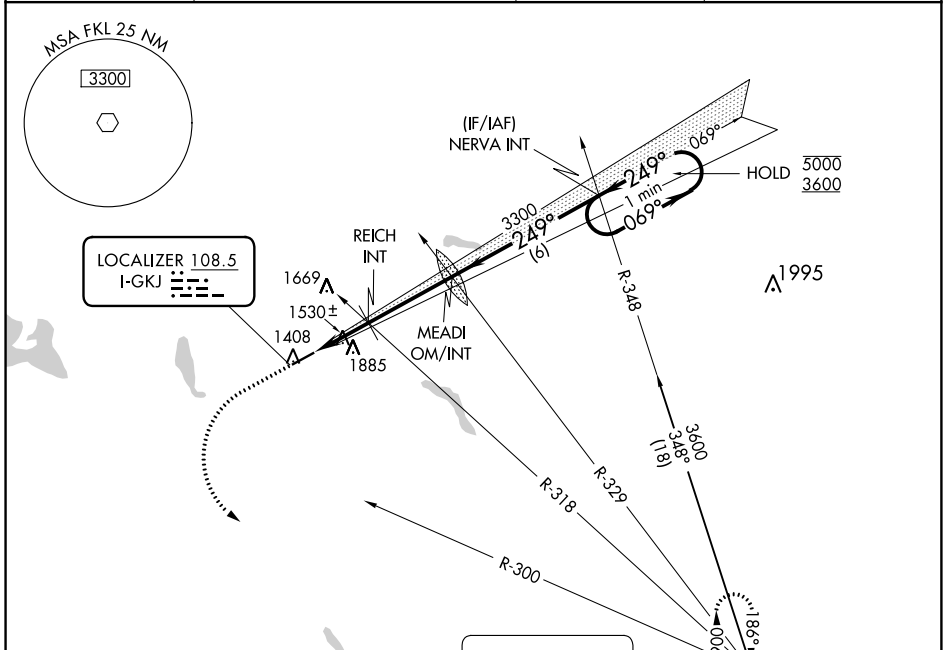 MSA FKL 25 NM
3300
(IF/IAF)
NERVA INT
069°
249°
1 min
069°
HOLD
5000
3600
3300
249°
(6)
REICH
INT
LOCALIZER 108.5
I-GKJ
1669
1530±
1408
1885
MEADI
OM/INT
1995
R-348
3600
348°
(18)
R-329
R-318
R-300
186°